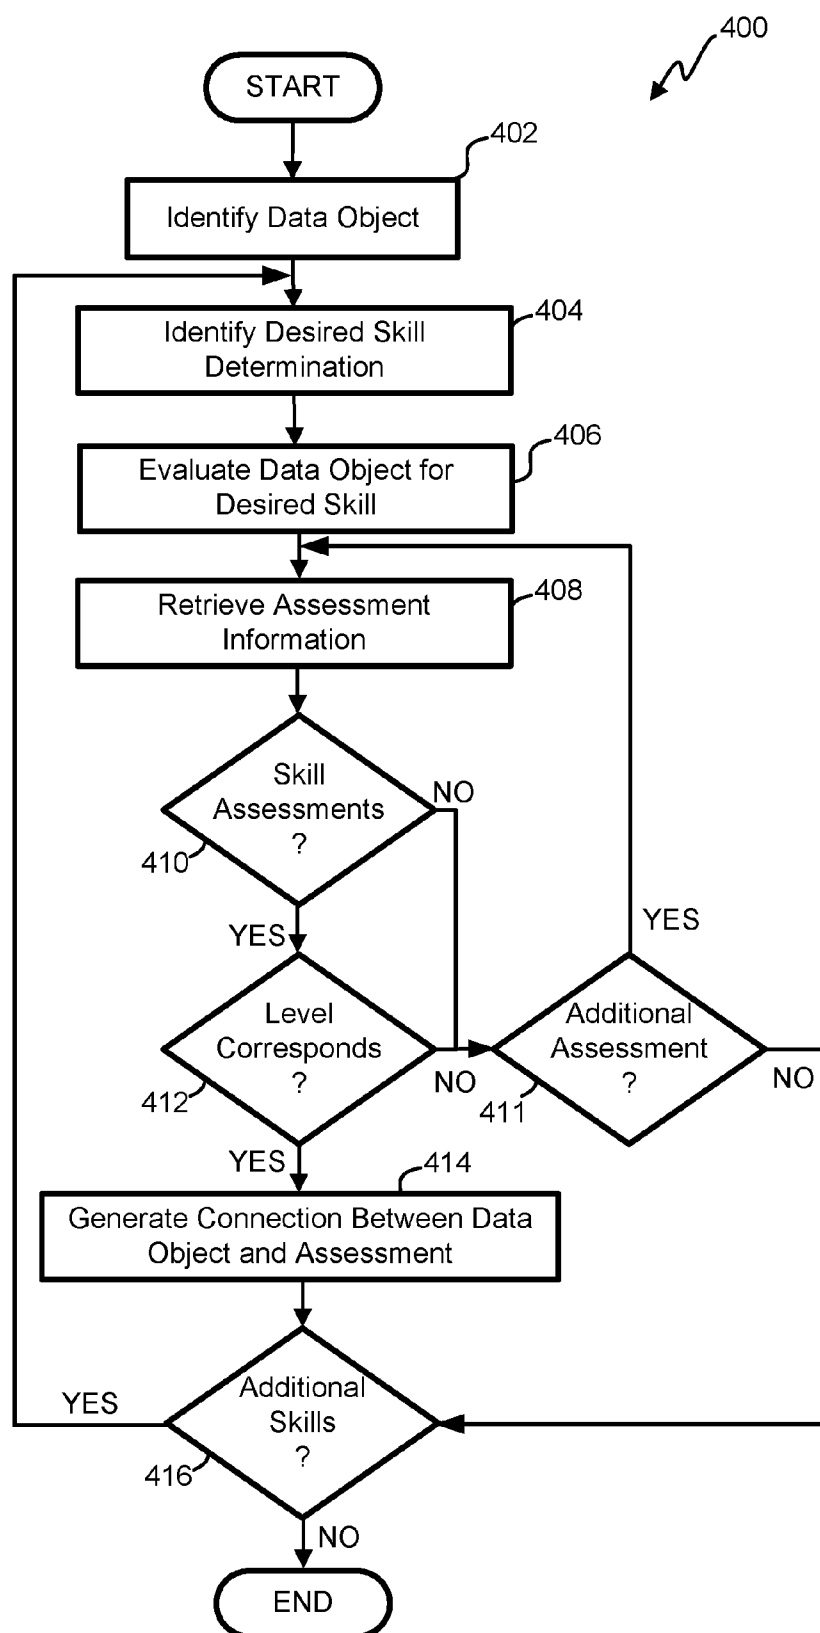 400
START
402
Identify Data Object
404
Identify Desired Skill
Determination
406
Evaluate Data Object for
Desired Skill
408
Retrieve Assessment
Information
Skill
Assessments
?
NO
410
YES
YES
Level
Corresponds
?
NO
412
Additional
Assessment
?
NO
411
YES
414
Generate Connection Between Data
Object and Assessment
YES
Additional
Skills
?
416
NO
END